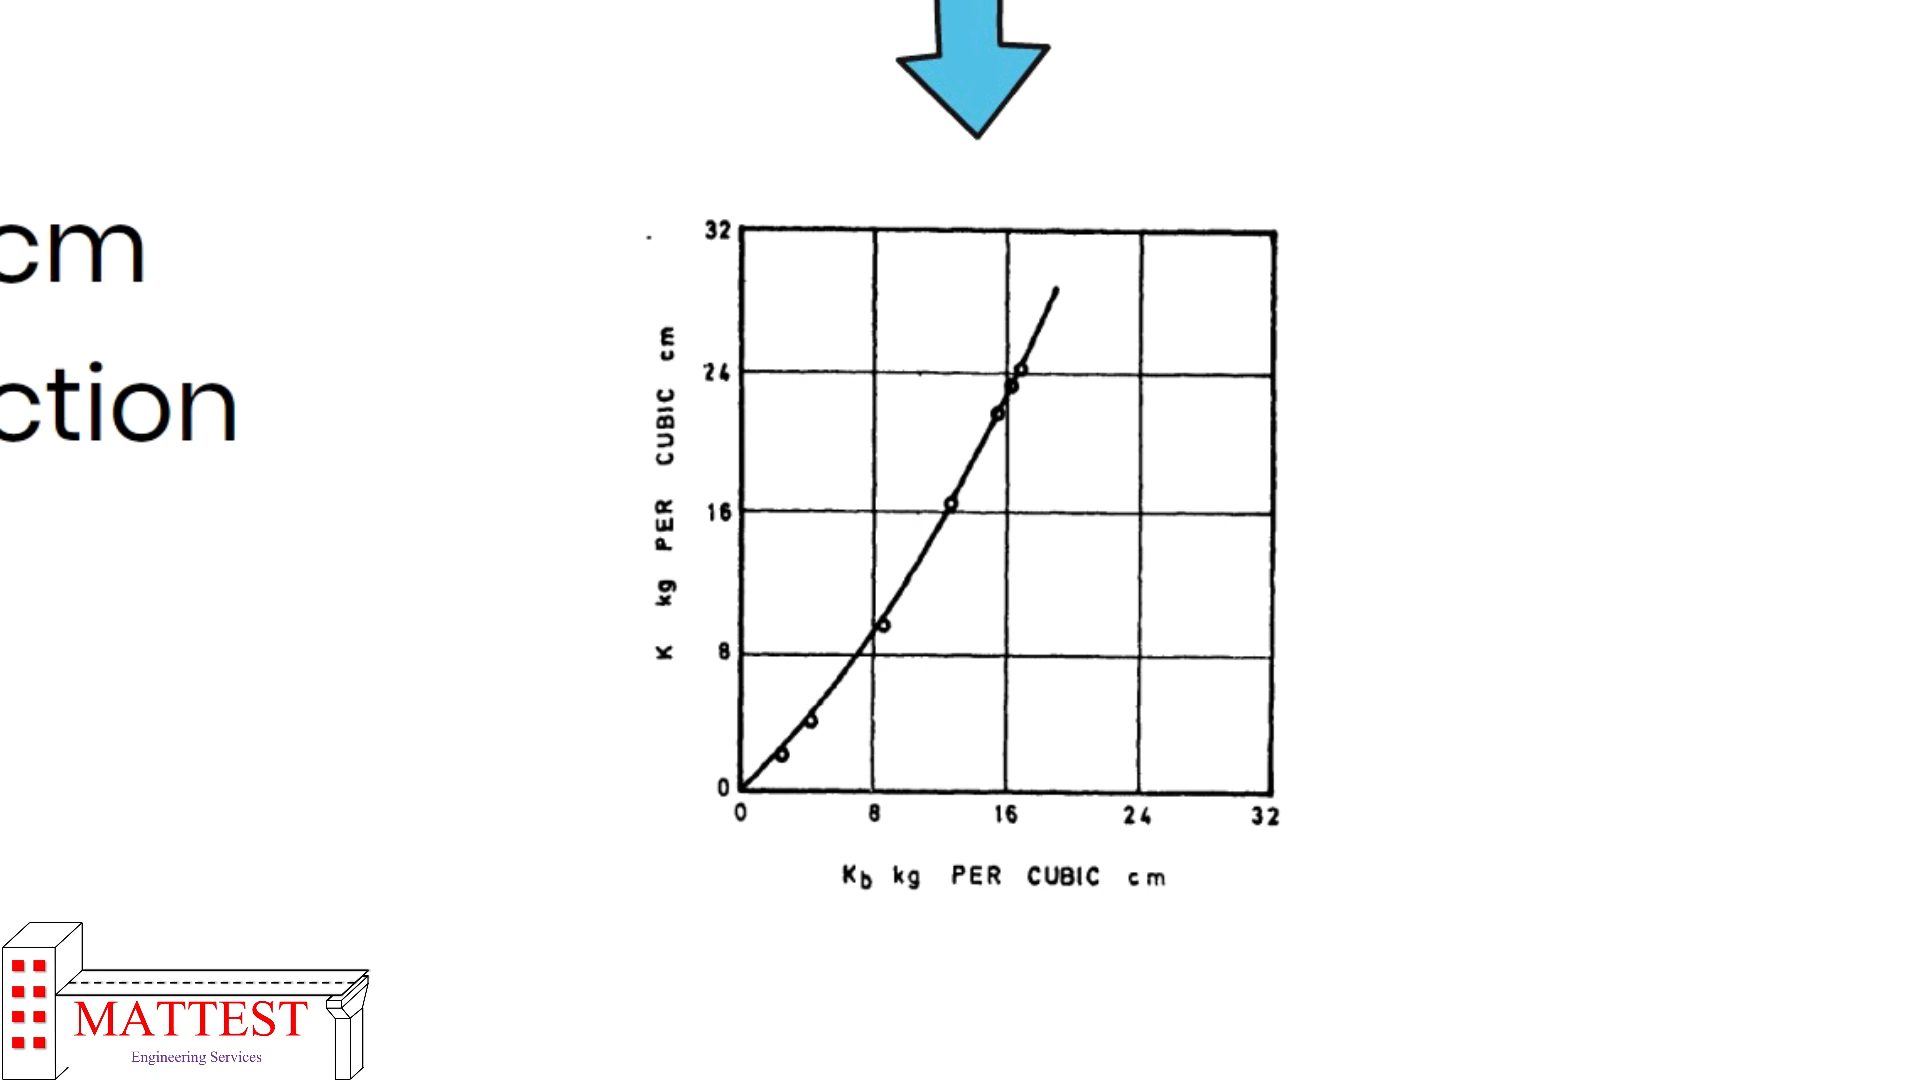 cm
ction
32
24
16
8
0
K kg PER CUBIC cm
0 8 16 24 32
Kb kg PER CUBIC cm
MATTEST
Engineering Services